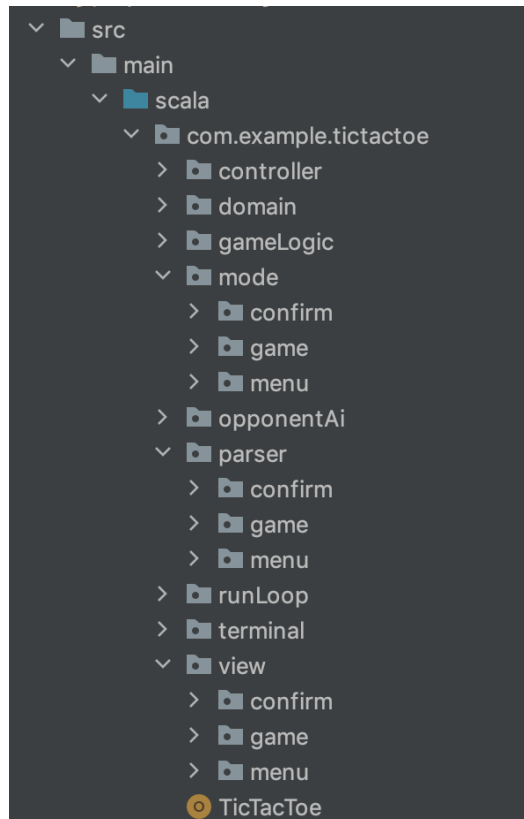 src
main
scala
com.example.tictactoe
controller
domain
gameLogic
mode
confirm
game
menu
opponentAi
parser
confirm
game
menu
runLoop
terminal
view
confirm
game
menu
TicTacToe